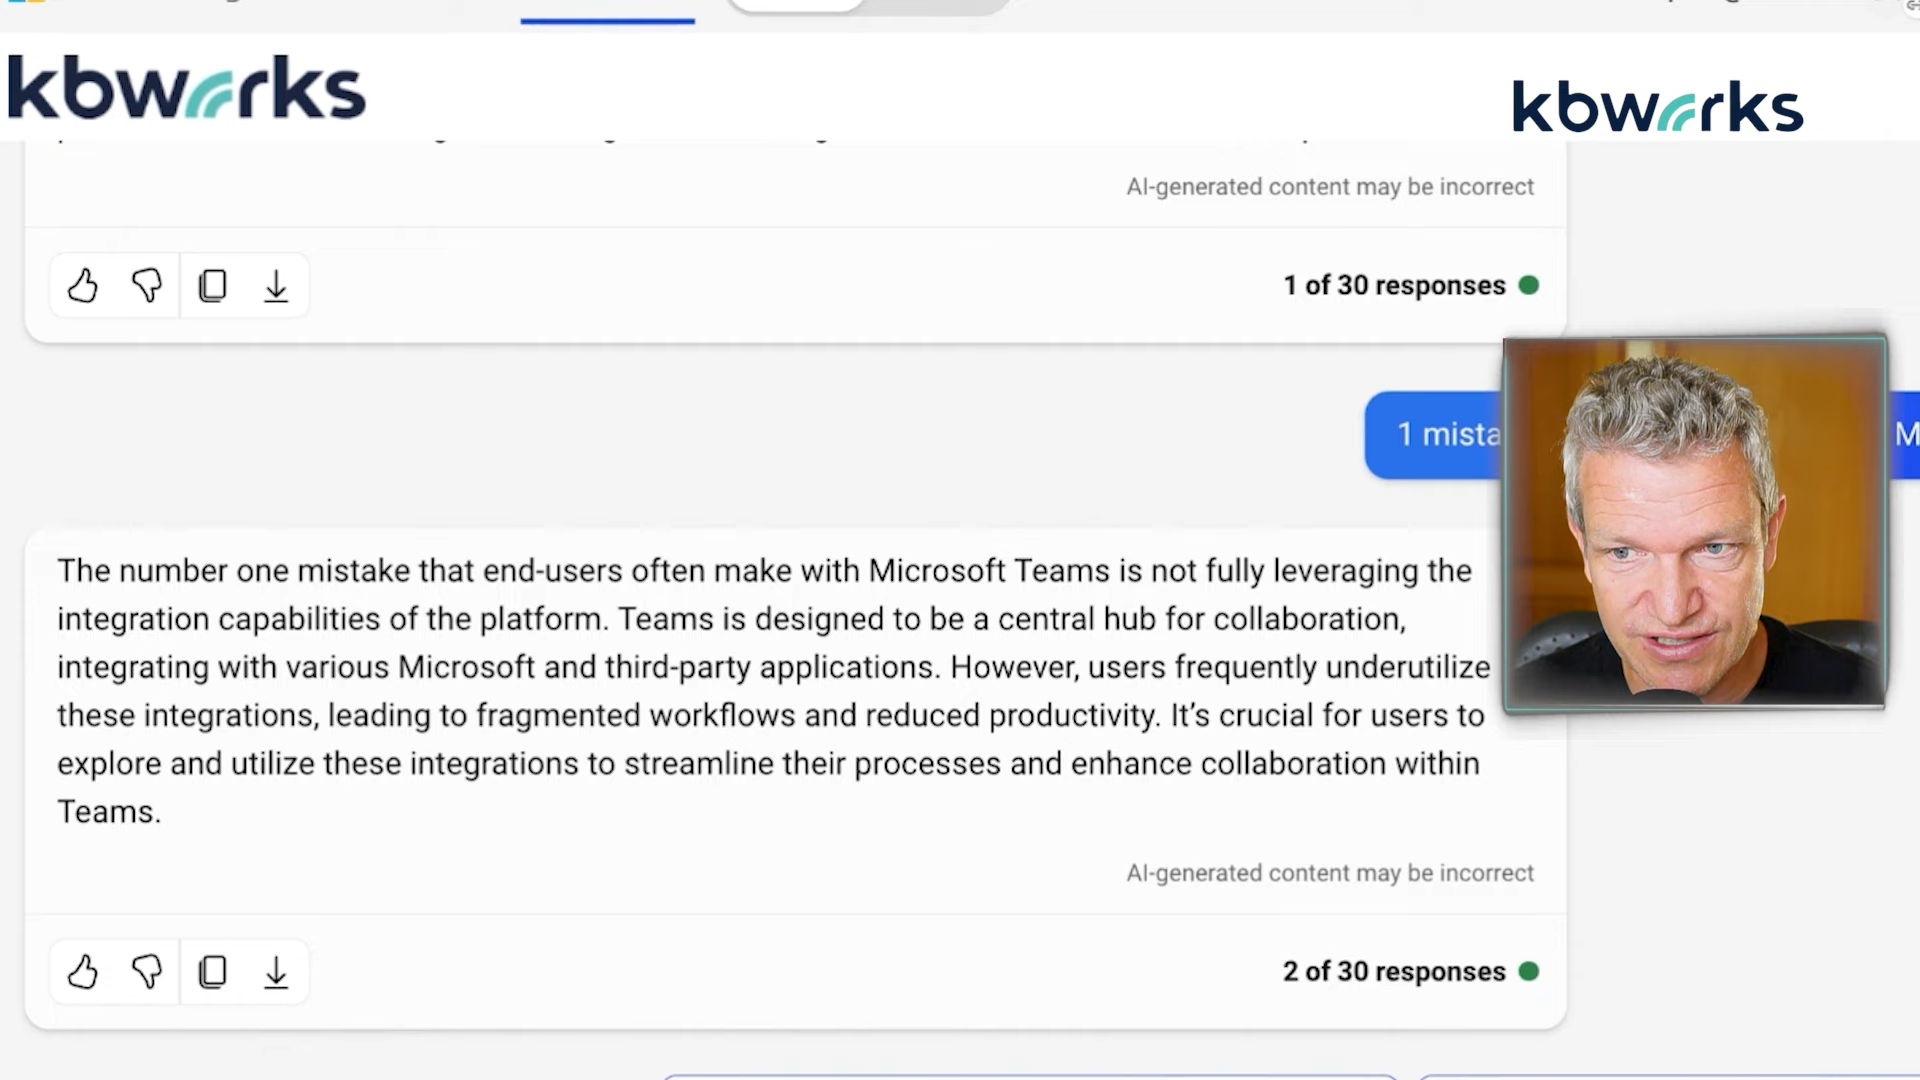 kbworks
kbworks
AI-generated content may be incorrect
1 of 30 responses
1 mista
M
The number one mistake that end-users often make with Microsoft Teams is not fully leveraging the
integration capabilities of the platform. Teams is designed to be a central hub for collaboration,
integrating with various Microsoft and third-party applications. However, users frequently underutilize
these integrations, leading to fragmented workflows and reduced productivity. It’s crucial for users to
explore and utilize these integrations to streamline their processes and enhance collaboration within
Teams.
AI-generated content may be incorrect
2 of 30 responses